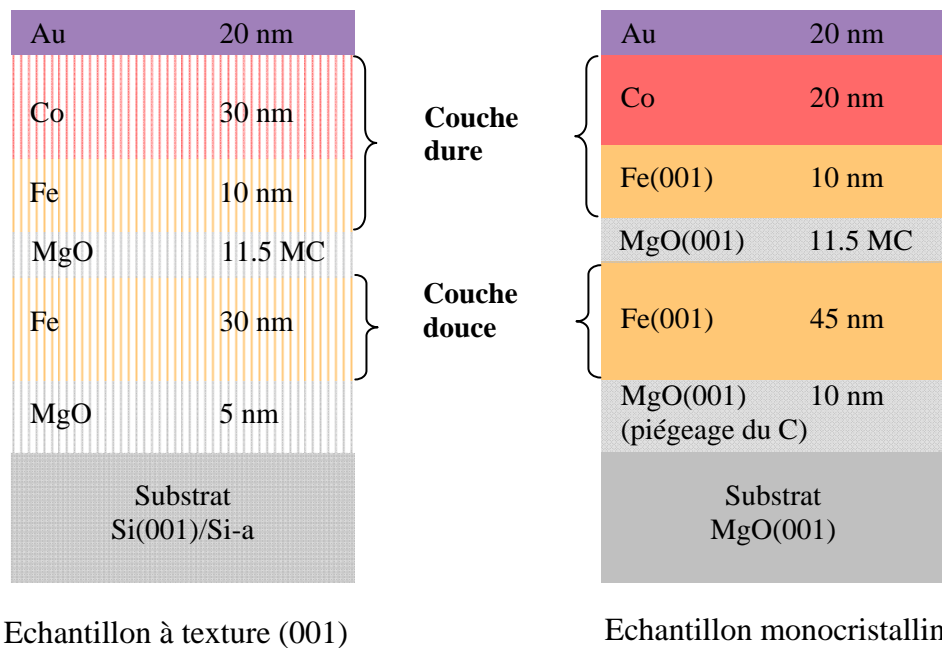 Au 20 nm
Co 30 nm
Fe 10 nm
MgO 11.5 MC
Fe 30 nm
MgO 5 nm
Substrat
Si(001)/Si-a
Echantillon à texture (001)
Couche
dure
Couche
douce
Au 20 nm
Co 20 nm
Fe(001) 10 nm
MgO(001) 11.5 MC
Fe(001) 45 nm
MgO(001) 10 nm
(piégeage du C)
Substrat
MgO(001)
Echantillon monocristallin